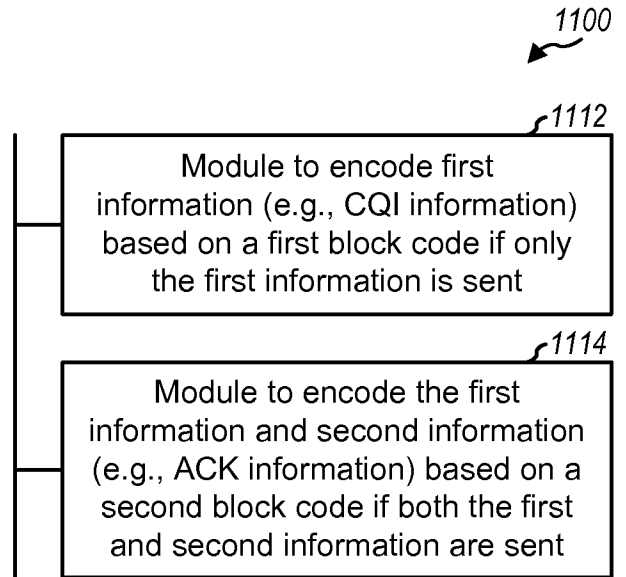 1100
1112
Module to encode first
information (e.g., CQI information)
based on a first block code if only
the first information is sent
1114
Module to encode the first
information and second information
(e.g., ACK information) based on a
second block code if both the first
and second information are sent